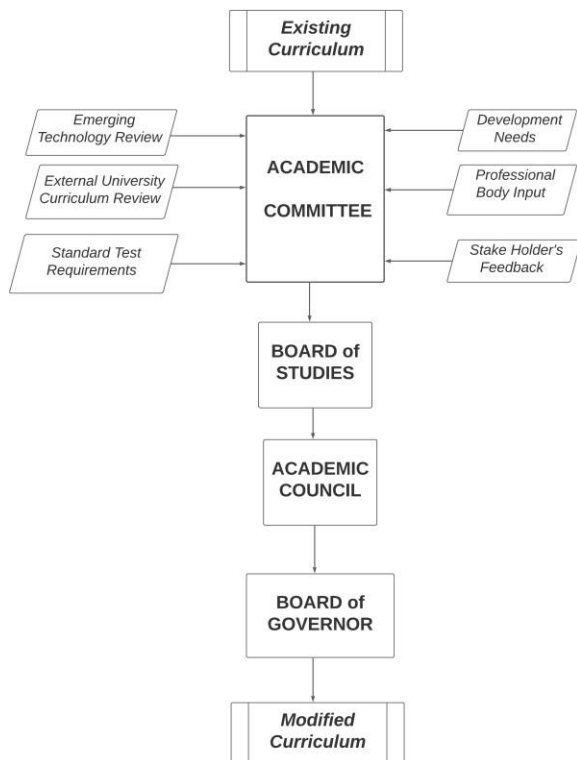 Existing
Curriculum
Emerging
Technology Review
External University
Curriculum Review
Standard Test
Requirements
ACADEMIC
COMMITTEE
Development
Needs
Professional
Body Input
Stake Holder's
Feedback
BOARD of
STUDIES
ACADEMIC
COUNCIL
BOARD of
GOVERNOR
Modified
Curriculum